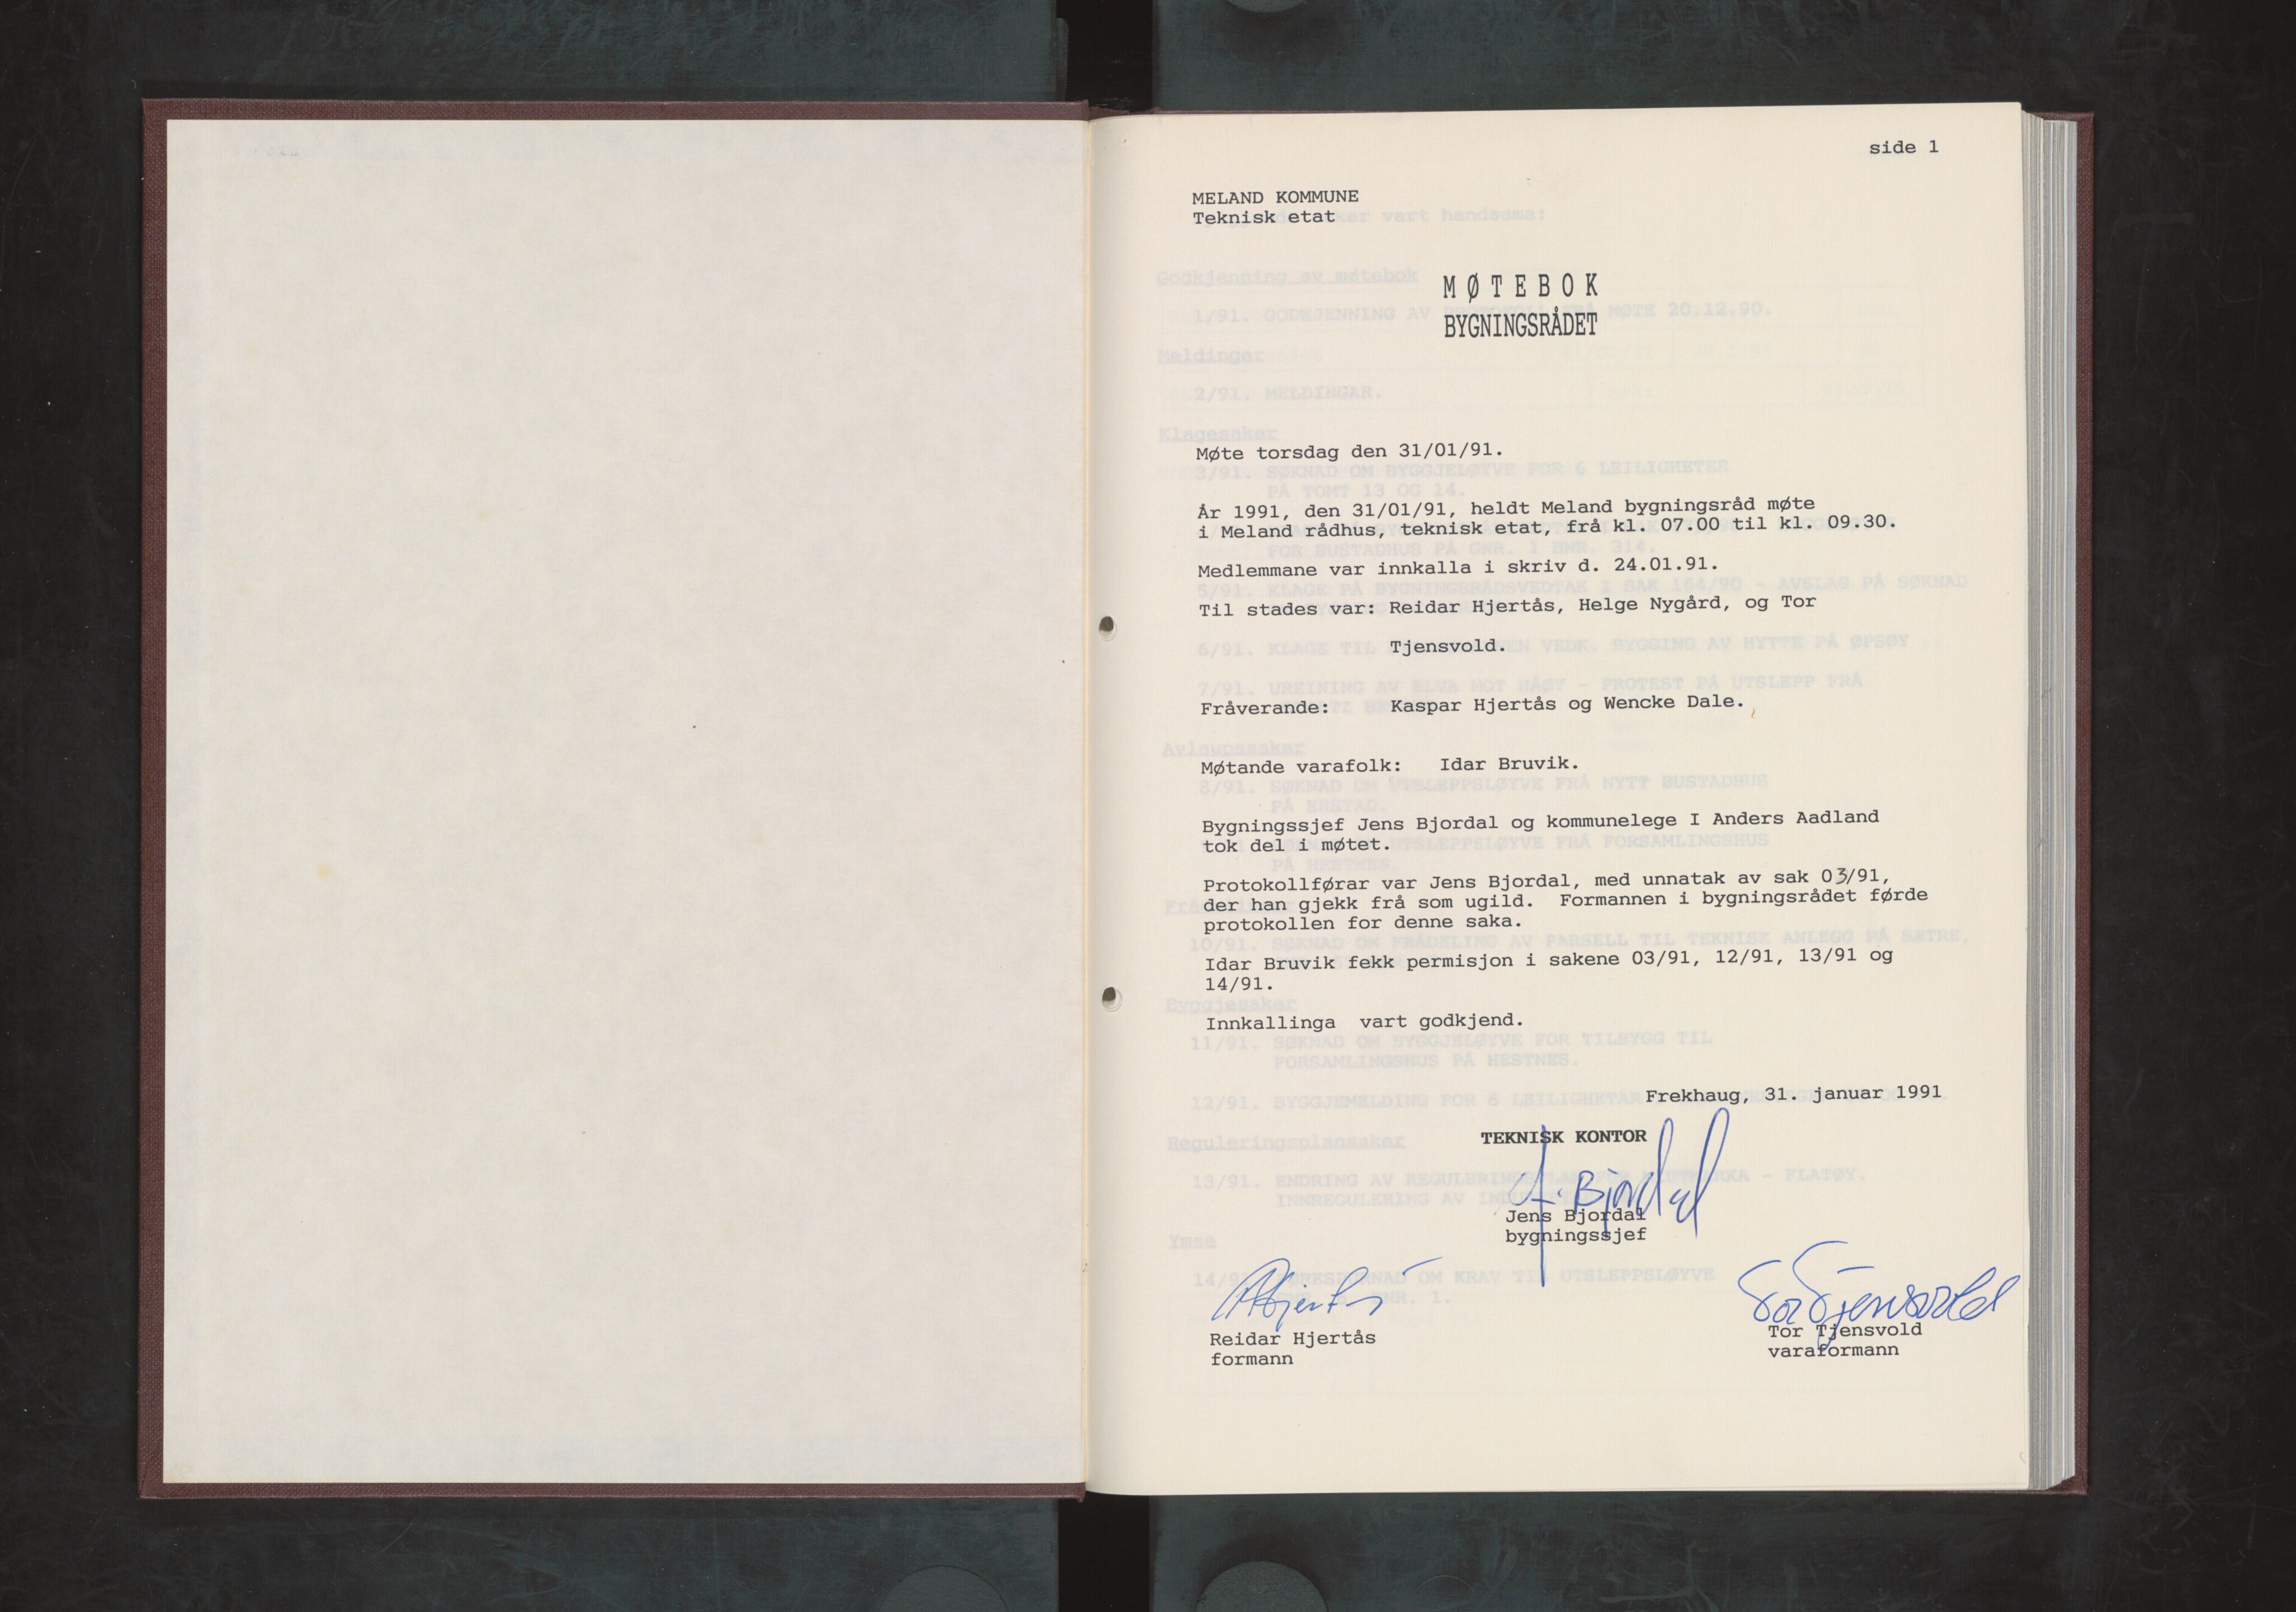 side 1
MELAND KOMMUNE
Teknisk etat
MØTEBOK
BYGNINGSRÅDET
Møte torsdag den 31/01/91.
År 1991, den 31/01/91, heldt Meland bygningsråd møte
i Meland rådhus, teknisk etat, frå kl. 07.00 til kl. 09.30.
Medlemmane var innkalla i skriv d. 24.01.91.
Til stades var: Reidar Hjertås, Helge Nygård, og Tor
Tjensvold.
Fråverande: Kaspar Hjertås og Wencke Dale.
Møtande varafolk: Idar Bruvik.
Bygningssjef Jens Bjordal og kommunelege I Anders Aadland
tok del i møtet.
Protokollførar var Jens Bjordal, med unnatak av sak 03/91,
der han gjekk frå som ugild. Formannen i bygningsrådet førde
protokollen for denne saka.
Idar Bruvik fekk permisjon i sakene 03/91, 12/91, 13/91 og
14/91.
Innkallinga vart godkjend.
Frekhaug, 31. januar 1991
TEKNISK KONTOR
J. Bjordal
Jens Bjordal
bygningssjef
RHjertås
Tor Tjensvold
Reidar Hjertås
formann
Tor Tjensvold
varaformann